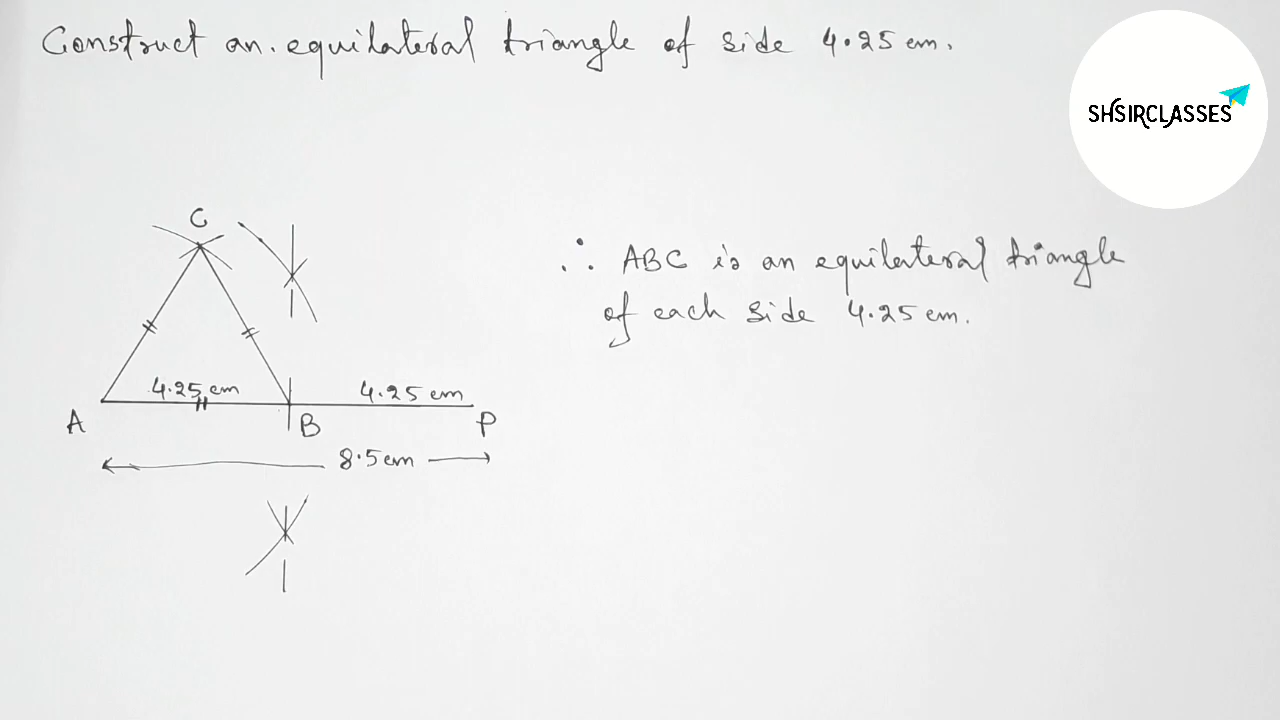 Construct an. equilateral triangle of side 4.25 cm.
SHSIRCLASSES
C
∴ ABC is an equilateral triangle
of each side 4.25 cm.
4.25 cm 4.25 cm
A B P
8.5 cm